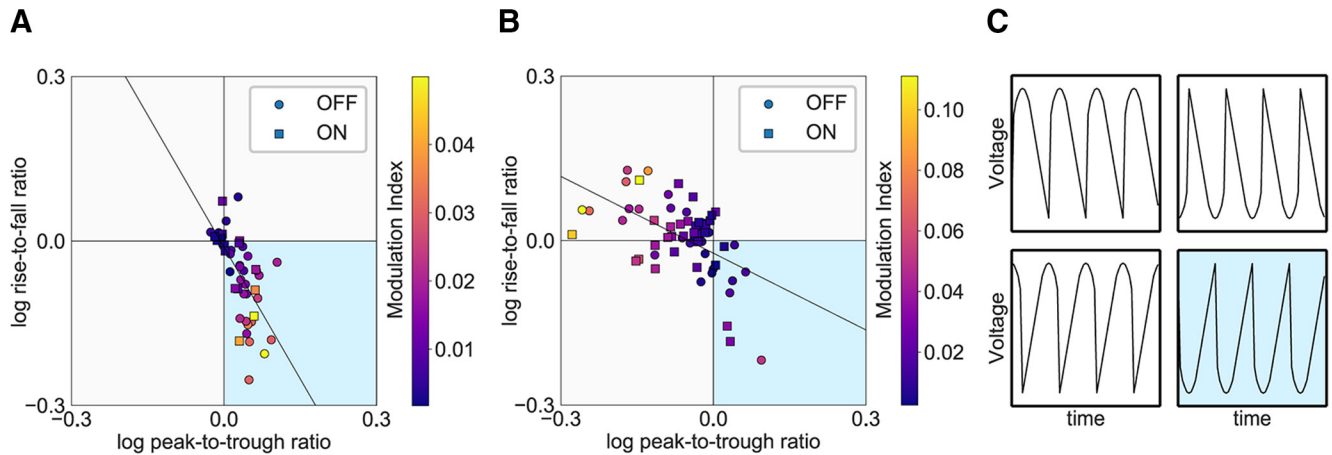 A
B
C
0.3
0.0
−0.3
−0.3
0.0
0.3
log rise-to-fall ratio
log peak-to-trough ratio
OFF
ON
0.04
0.03
0.02
0.01
Modulation Index
0.3
0.0
−0.3
−0.3
0.0
0.3
log rise-to-fall ratio
log peak-to-trough ratio
OFF
ON
0.10
0.08
0.06
0.04
0.02
Modulation Index
Voltage
Voltage
time
time